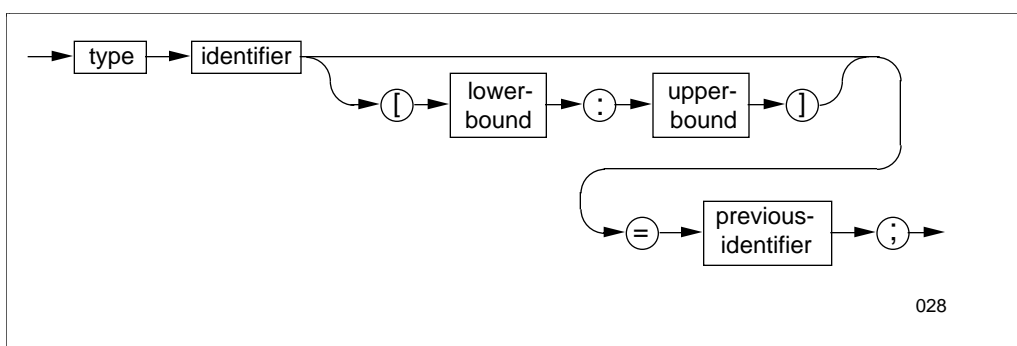 type identifier
[ lower-
bound : upper-
bound ]
= previous-
identifier ;
028